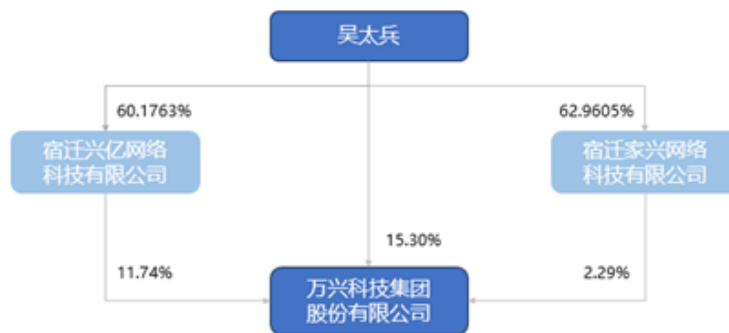 吴太兵
60.1763%
62.9605%
宿迁兴亿网络
科技有限公司
宿迁家兴网络
科技有限公司
15.30%
11.74%
2.29%
万兴科技集团
股份有限公司